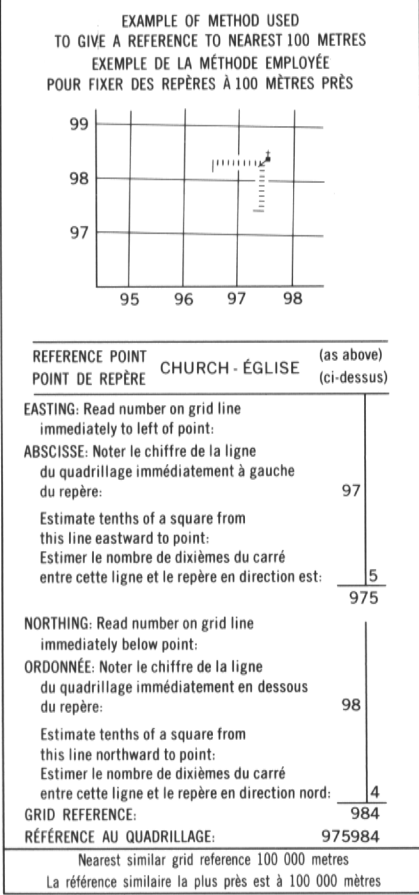 EXAMPLE OF METHOD USED
TO GIVE A REFERENCE TO NEAREST 100 METRES
EXEMPLE DE LA MÉTHODE EMPLOYÉE
POUR FIXER DES REPÈRES À 100 MÈTRES PRÈS
99
98
97
95 96 97 98
REFERENCE POINT
POINT DE REPÈRE
CHURCH - ÉGLISE
(as above)
(ci-dessus)
EASTING: Read number on grid line
immediately to left of point:
ABSCISSE: Noter le chiffre de la ligne
du quadrillage immédiatement à gauche
du repère: 97
Estimate tenths of a square from
this line eastward to point:
Estimer le nombre de dixièmes du carré
entre cette ligne et le repère en direction est: 5
975
NORTHING: Read number on grid line
immediately below point:
ORDONNÉE: Noter le chiffre de la ligne
du quadrillage immédiatement en dessous
du repère: 98
Estimate tenths of a square from
this line northward to point:
Estimer le nombre de dixièmes du carré
entre cette ligne et le repère en direction nord: 4
GRID REFERENCE: 984
RÉFÉRENCE AU QUADRILLAGE: 975984
Nearest similar grid reference 100 000 metres
La référence similaire la plus près est à 100 000 mètres